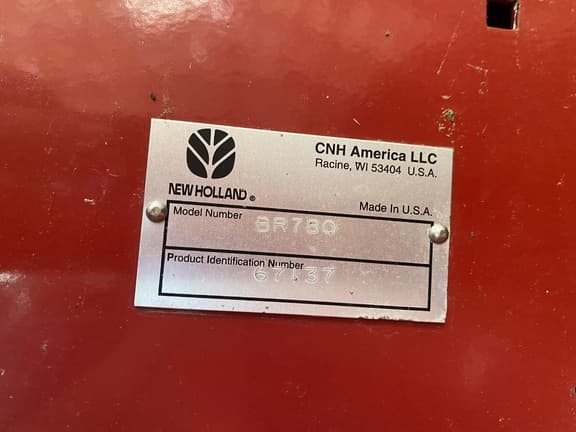 CNH America LLC
Racine, WI 53404 U.S.A.
NEW HOLLAND®
Made in U.S.A.
Model Number
BR780
Product Identification Number